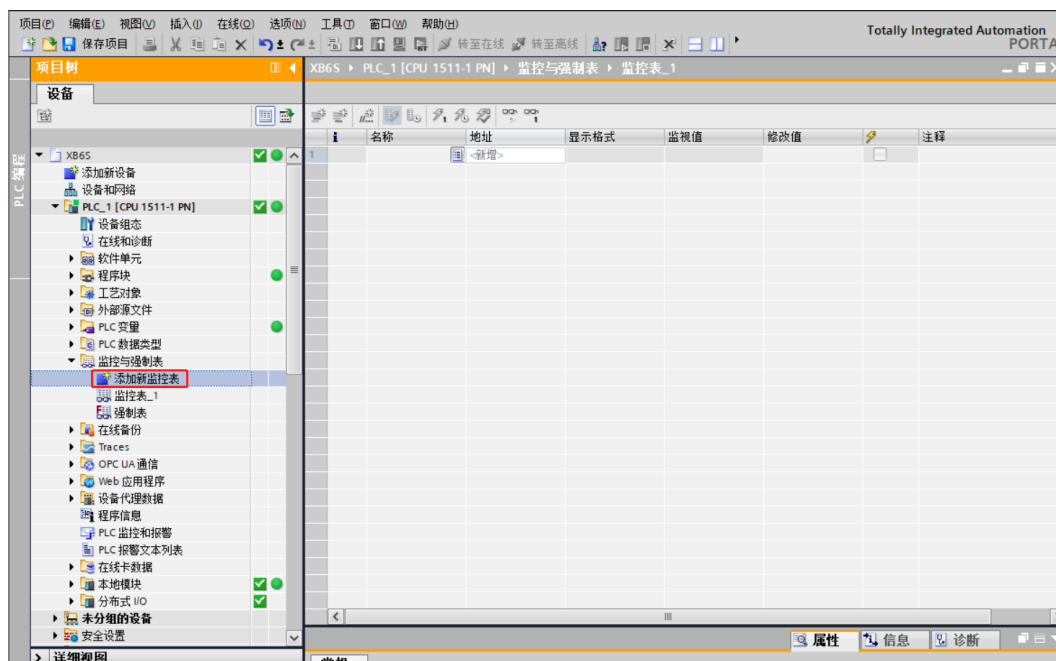 项目(P) 编辑(E) 视图(V) 插入(I) 在线(O) 选项(N) 工具(T) 窗口(W) 帮助(H)
Totally Integrated Automation
PORTA
保存项目 转至在线 转至离线
项目树
XB6S PLC_1 [CPU 1511-1 PN] 监控与强制表 监控表_1
设备
PLC 编程
i 名称 地址 显示格式 监视值 修改值 注释
1 <新增>
XB6S
添加新设备
设备和网络
PLC_1 [CPU 1511-1 PN]
设备组态
在线和诊断
软件单元
程序块
工艺对象
外部源文件
PLC 变量
PLC 数据类型
监控与强制表
添加新监控表
监控表_1
强制表
在线备份
Traces
OPC UA 通信
Web 应用程序
设备代理数据
程序信息
PLC 监控和报警
PLC 报警文本列表
在线卡数据
本地模块
分布式 I/O
未分组的设备
安全设置
属性 信息 诊断
详细视图
常规